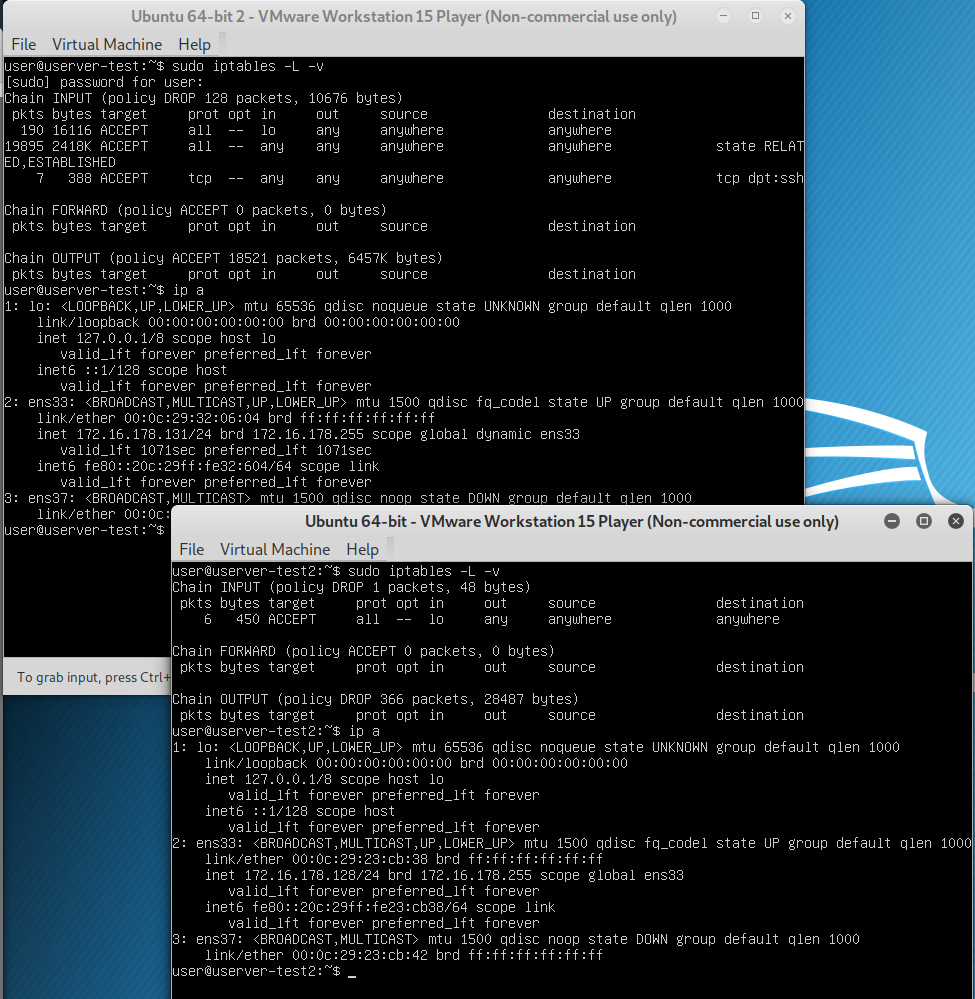 Ubuntu 64-bit 2 - VMware Workstation 15 Player (Non-commercial use only)
File Virtual Machine Help
user@userver-test:~$ sudo iptables -L -v
[sudo] password for user:
Chain INPUT (policy DROP 128 packets, 10676 bytes)
pkts bytes target prot opt in out source destination
190 16116 ACCEPT all -- lo any anywhere anywhere
19895 2418K ACCEPT all -- any any anywhere anywhere state RELAT
ED,ESTABLISHED
7 388 ACCEPT tcp -- any any anywhere anywhere tcp dpt:ssh
Chain FORWARD (policy ACCEPT 0 packets, 0 bytes)
pkts bytes target prot opt in out source destination
Chain OUTPUT (policy ACCEPT 18521 packets, 6457K bytes)
pkts bytes target prot opt in out source destination
user@userver-test:~$ ip a
1: lo: <LOOPBACK,UP,LOWER_UP> mtu 65536 qdisc noqueue state UNKNOWN group default qlen 1000
link/loopback 00:00:00:00:00:00 brd 00:00:00:00:00:00
inet 127.0.0.1/8 scope host lo
valid_lft forever preferred_lft forever
inet6 ::1/128 scope host
valid_lft forever preferred_lft forever
2: ens33: <BROADCAST,MULTICAST,UP,LOWER_UP> mtu 1500 qdisc fq_codel state UP group default qlen 1000
link/ether 00:0c:29:32:06:04 brd ff:ff:ff:ff:ff:ff
inet 172.16.178.131/24 brd 172.16.178.255 scope global dynamic ens33
valid_lft 1071sec preferred_lft 1071sec
inet6 fe80::20c:29ff:fe32:604/64 scope link
valid_lft forever preferred_lft forever
3: ens37: <BROADCAST,MULTICAST> mtu 1500 qdisc noop state DOWN group default qlen 1000
link/ether 00:0c:
user@userver-test:~$
To grab input, press Ctrl+
Ubuntu 64-bit - VMware Workstation 15 Player (Non-commercial use only)
File Virtual Machine Help
user@userver-test2:~$ sudo iptables -L -v
Chain INPUT (policy DROP 1 packets, 48 bytes)
pkts bytes target prot opt in out source destination
6 450 ACCEPT all -- lo any anywhere anywhere
Chain FORWARD (policy ACCEPT 0 packets, 0 bytes)
pkts bytes target prot opt in out source destination
Chain OUTPUT (policy DROP 366 packets, 28487 bytes)
pkts bytes target prot opt in out source destination
user@userver-test2:~$ ip a
1: lo: <LOOPBACK,UP,LOWER_UP> mtu 65536 qdisc noqueue state UNKNOWN group default qlen 1000
link/loopback 00:00:00:00:00:00 brd 00:00:00:00:00:00
inet 127.0.0.1/8 scope host lo
valid_lft forever preferred_lft forever
inet6 ::1/128 scope host
valid_lft forever preferred_lft forever
2: ens33: <BROADCAST,MULTICAST,UP,LOWER_UP> mtu 1500 qdisc fq_codel state UP group default qlen 1000
link/ether 00:0c:29:23:cb:38 brd ff:ff:ff:ff:ff:ff
inet 172.16.178.128/24 brd 172.16.178.255 scope global ens33
valid_lft forever preferred_lft forever
inet6 fe80::20c:29ff:fe23:cb38/64 scope link
valid_lft forever preferred_lft forever
3: ens37: <BROADCAST,MULTICAST> mtu 1500 qdisc noop state DOWN group default qlen 1000
link/ether 00:0c:29:23:cb:42 brd ff:ff:ff:ff:ff:ff
user@userver-test2:~$ _